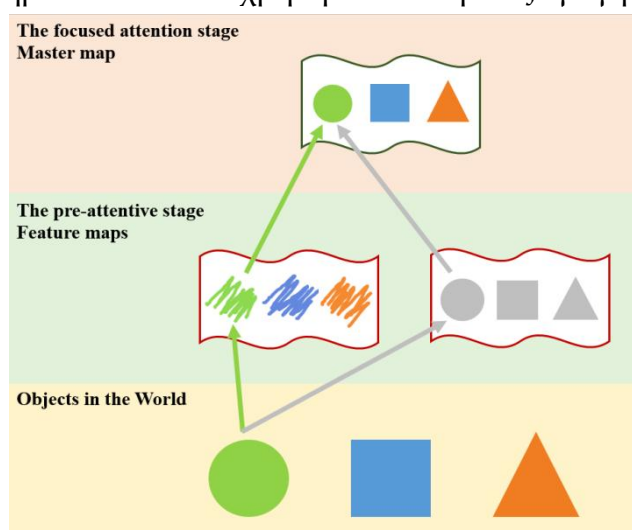 The focused attention stage
Master map
The pre-attentive stage
Feature maps
Objects in the World